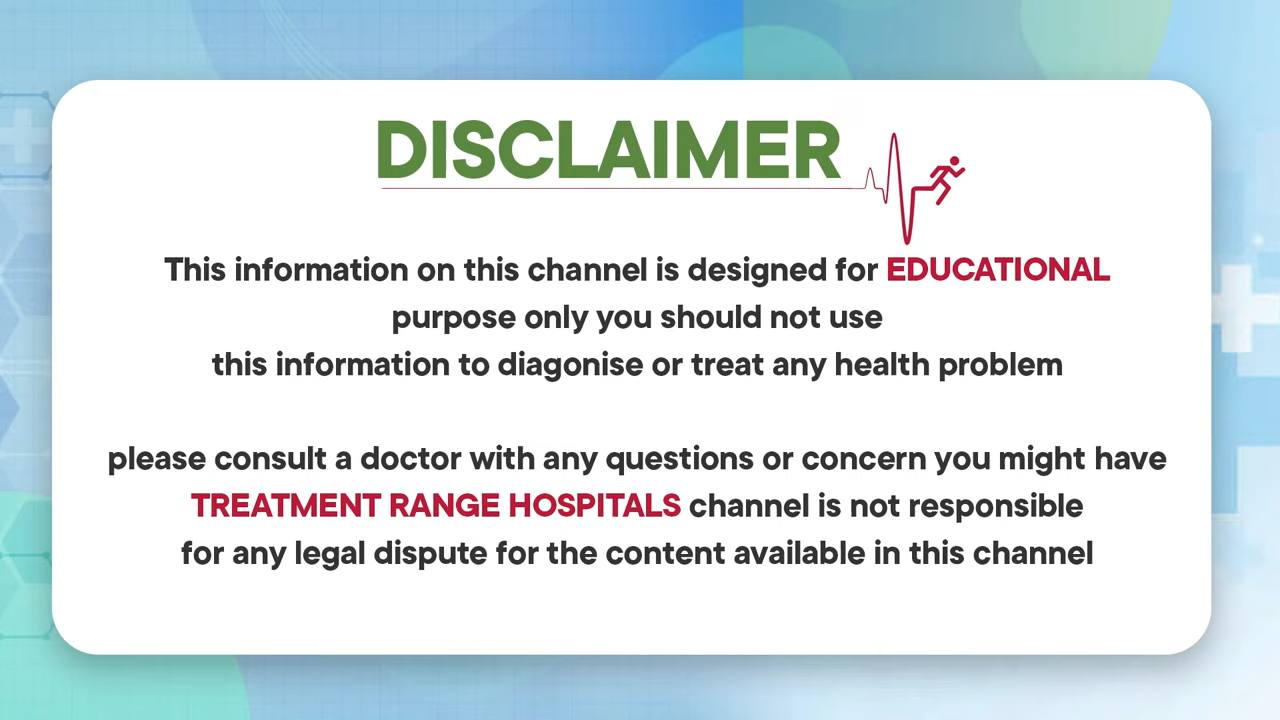 DISCLAIMER
This information on this channel is designed for EDUCATIONAL
purpose only you should not use
this information to diagonise or treat any health problem
please consult a doctor with any questions or concern you might have
TREATMENT RANGE HOSPITALS channel is not responsible
for any legal dispute for the content available in this channel